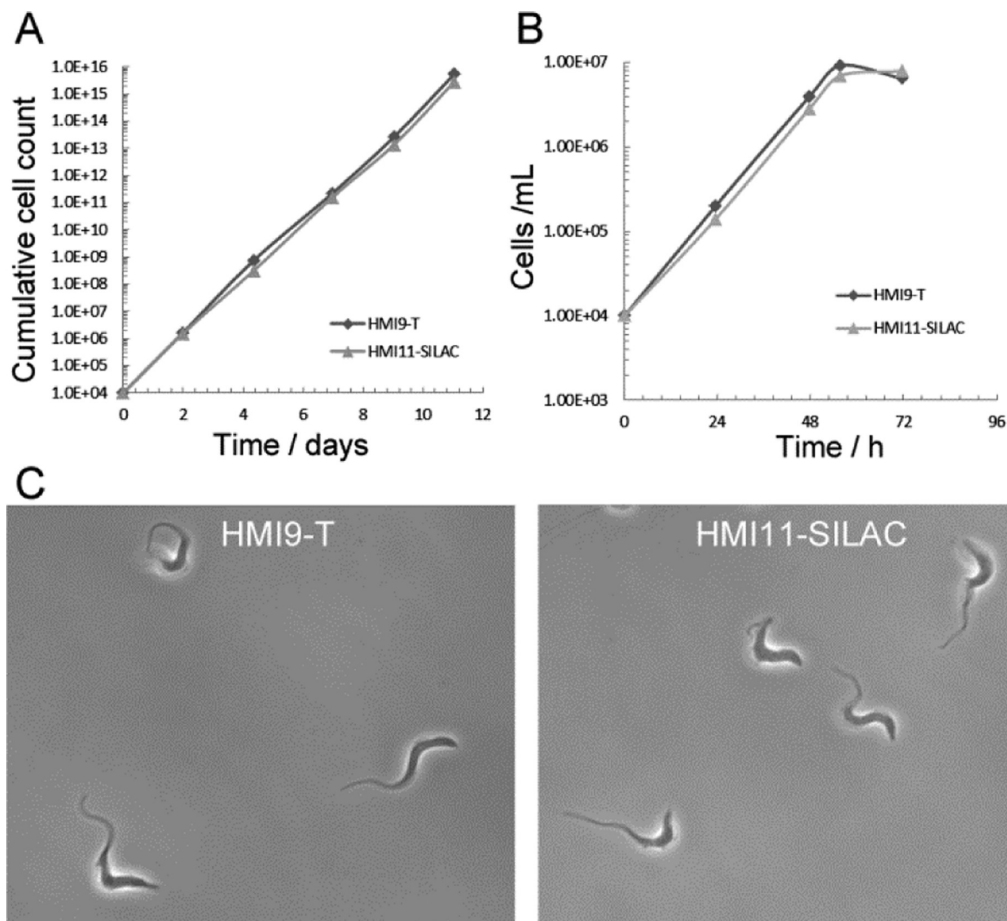 A
Cumulative cell count
1.0E+16
1.0E+15
1.0E+14
1.0E+13
1.0E+12
1.0E+11
1.0E+10
1.0E+09
1.0E+08
1.0E+07
1.0E+06
1.0E+05
1.0E+04
HMI9-T
HMI11-SILAC
0 2 4 6 8 10 12
Time / days
B
Cells /mL
1.00E+07
1.00E+06
1.00E+05
1.00E+04
1.00E+03
HMI9-T
HMI11-SILAC
0 24 48 72 96
Time / h
C
HMI9-T
HMI11-SILAC